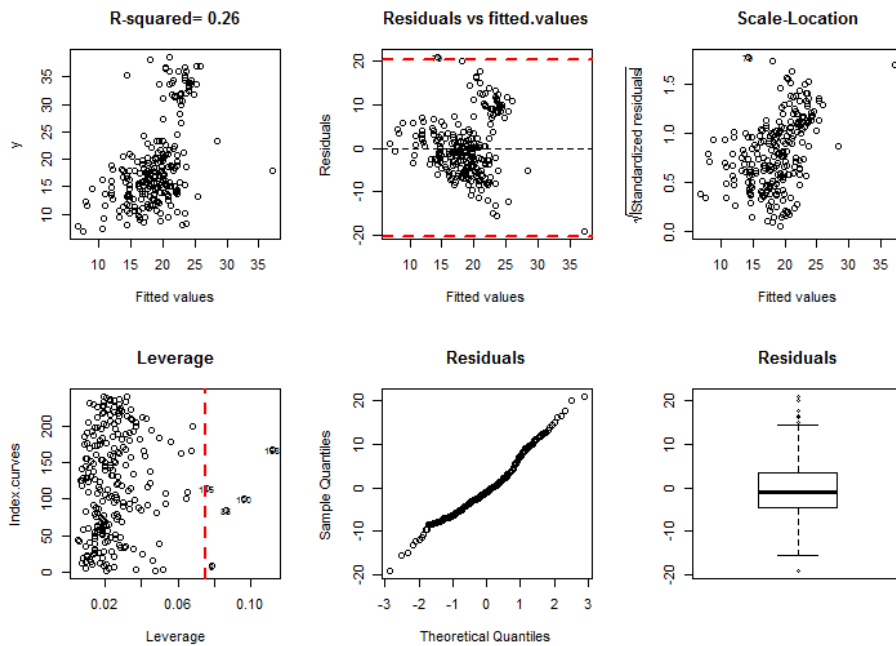 R-squared= 0.26
y
10 15 20 25 30 35
10 15 20 25 30 35
Fitted values
Residuals vs fitted.values
Residuals
-20 -10 0 10 20
10 15 20 25 30 35
Fitted values
Scale-Location
√|Standardized residuals|
0.0 0.5 1.0 1.5
10 15 20 25 30 35
Fitted values
Leverage
Index.curves
0 50 100 200
0.02 0.06 0.10
Leverage
Residuals
Sample Quantiles
-20 -10 0 10 20
-3 -2 -1 0 1 2 3
Theoretical Quantiles
Residuals
-20 -10 0 10 20